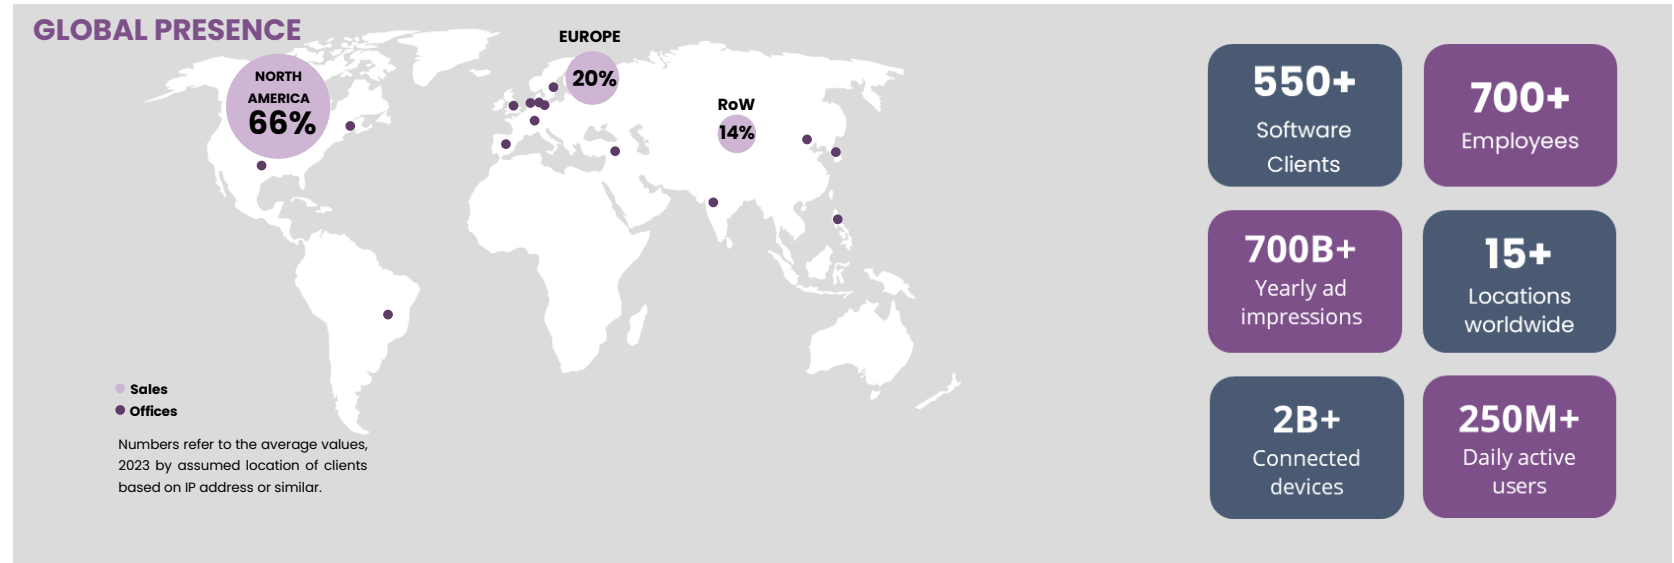 GLOBAL PRESENCE
NORTH
AMERICA
66%
EUROPE
20%
RoW
14%
Sales
Offices
Numbers refer to the average values,
2023 by assumed location of clients
based on IP address or similar.
550+
Software
Clients
700+
Employees
700B+
Yearly ad
impressions
15+
Locations
worldwide
2B+
Connected
devices
250M+
Daily active
users